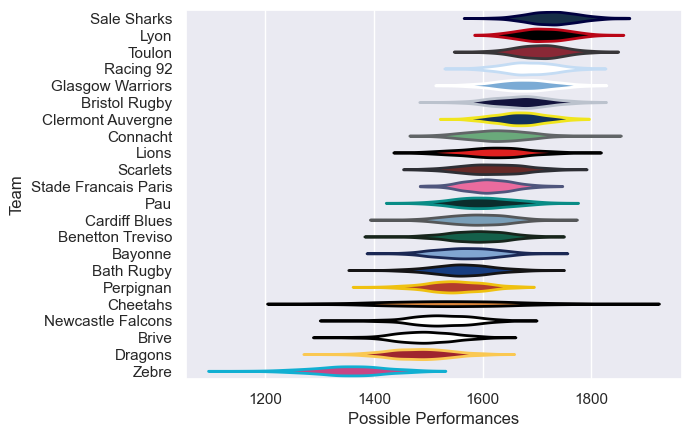 Sale Sharks
Lyon
Toulon
Racing 92
Glasgow Warriors
Bristol Rugby
Clermont Auvergne
Connacht
Lions
Scarlets
Stade Francais Paris
Pau
Cardiff Blues
Benetton Treviso
Bayonne
Bath Rugby
Perpignan
Cheetahs
Newcastle Falcons
Brive
Dragons
Zebre
Team
1200 1400 1600 1800
Possible Performances